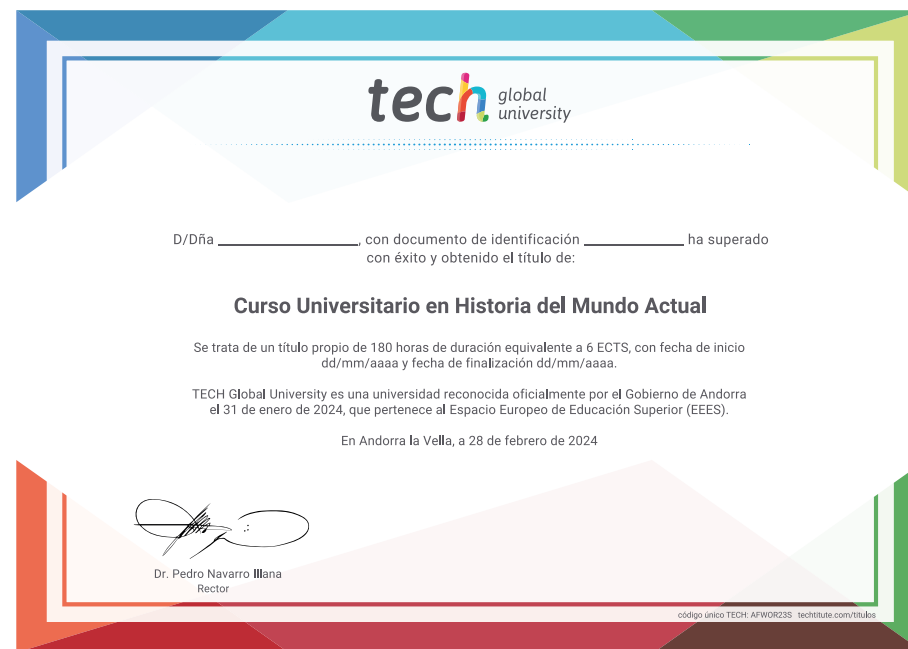 tech global university
D/Dña ____________________, con documento de identificación ______________ ha superado
con éxito y obtenido el título de:
Curso Universitario en Historia del Mundo Actual
Se trata de un título propio de 180 horas de duración equivalente a 6 ECTS, con fecha de inicio
dd/mm/aaaa y fecha de finalización dd/mm/aaaa.
TECH Global University es una universidad reconocida oficialmente por el Gobierno de Andorra
el 31 de enero de 2024, que pertenece al Espacio Europeo de Educación Superior (EEES).
En Andorra la Vella, a 28 de febrero de 2024
Dr. Pedro Navarro Illana
Rector
código único TECH: AFWOR23S techtitute.com/titulos